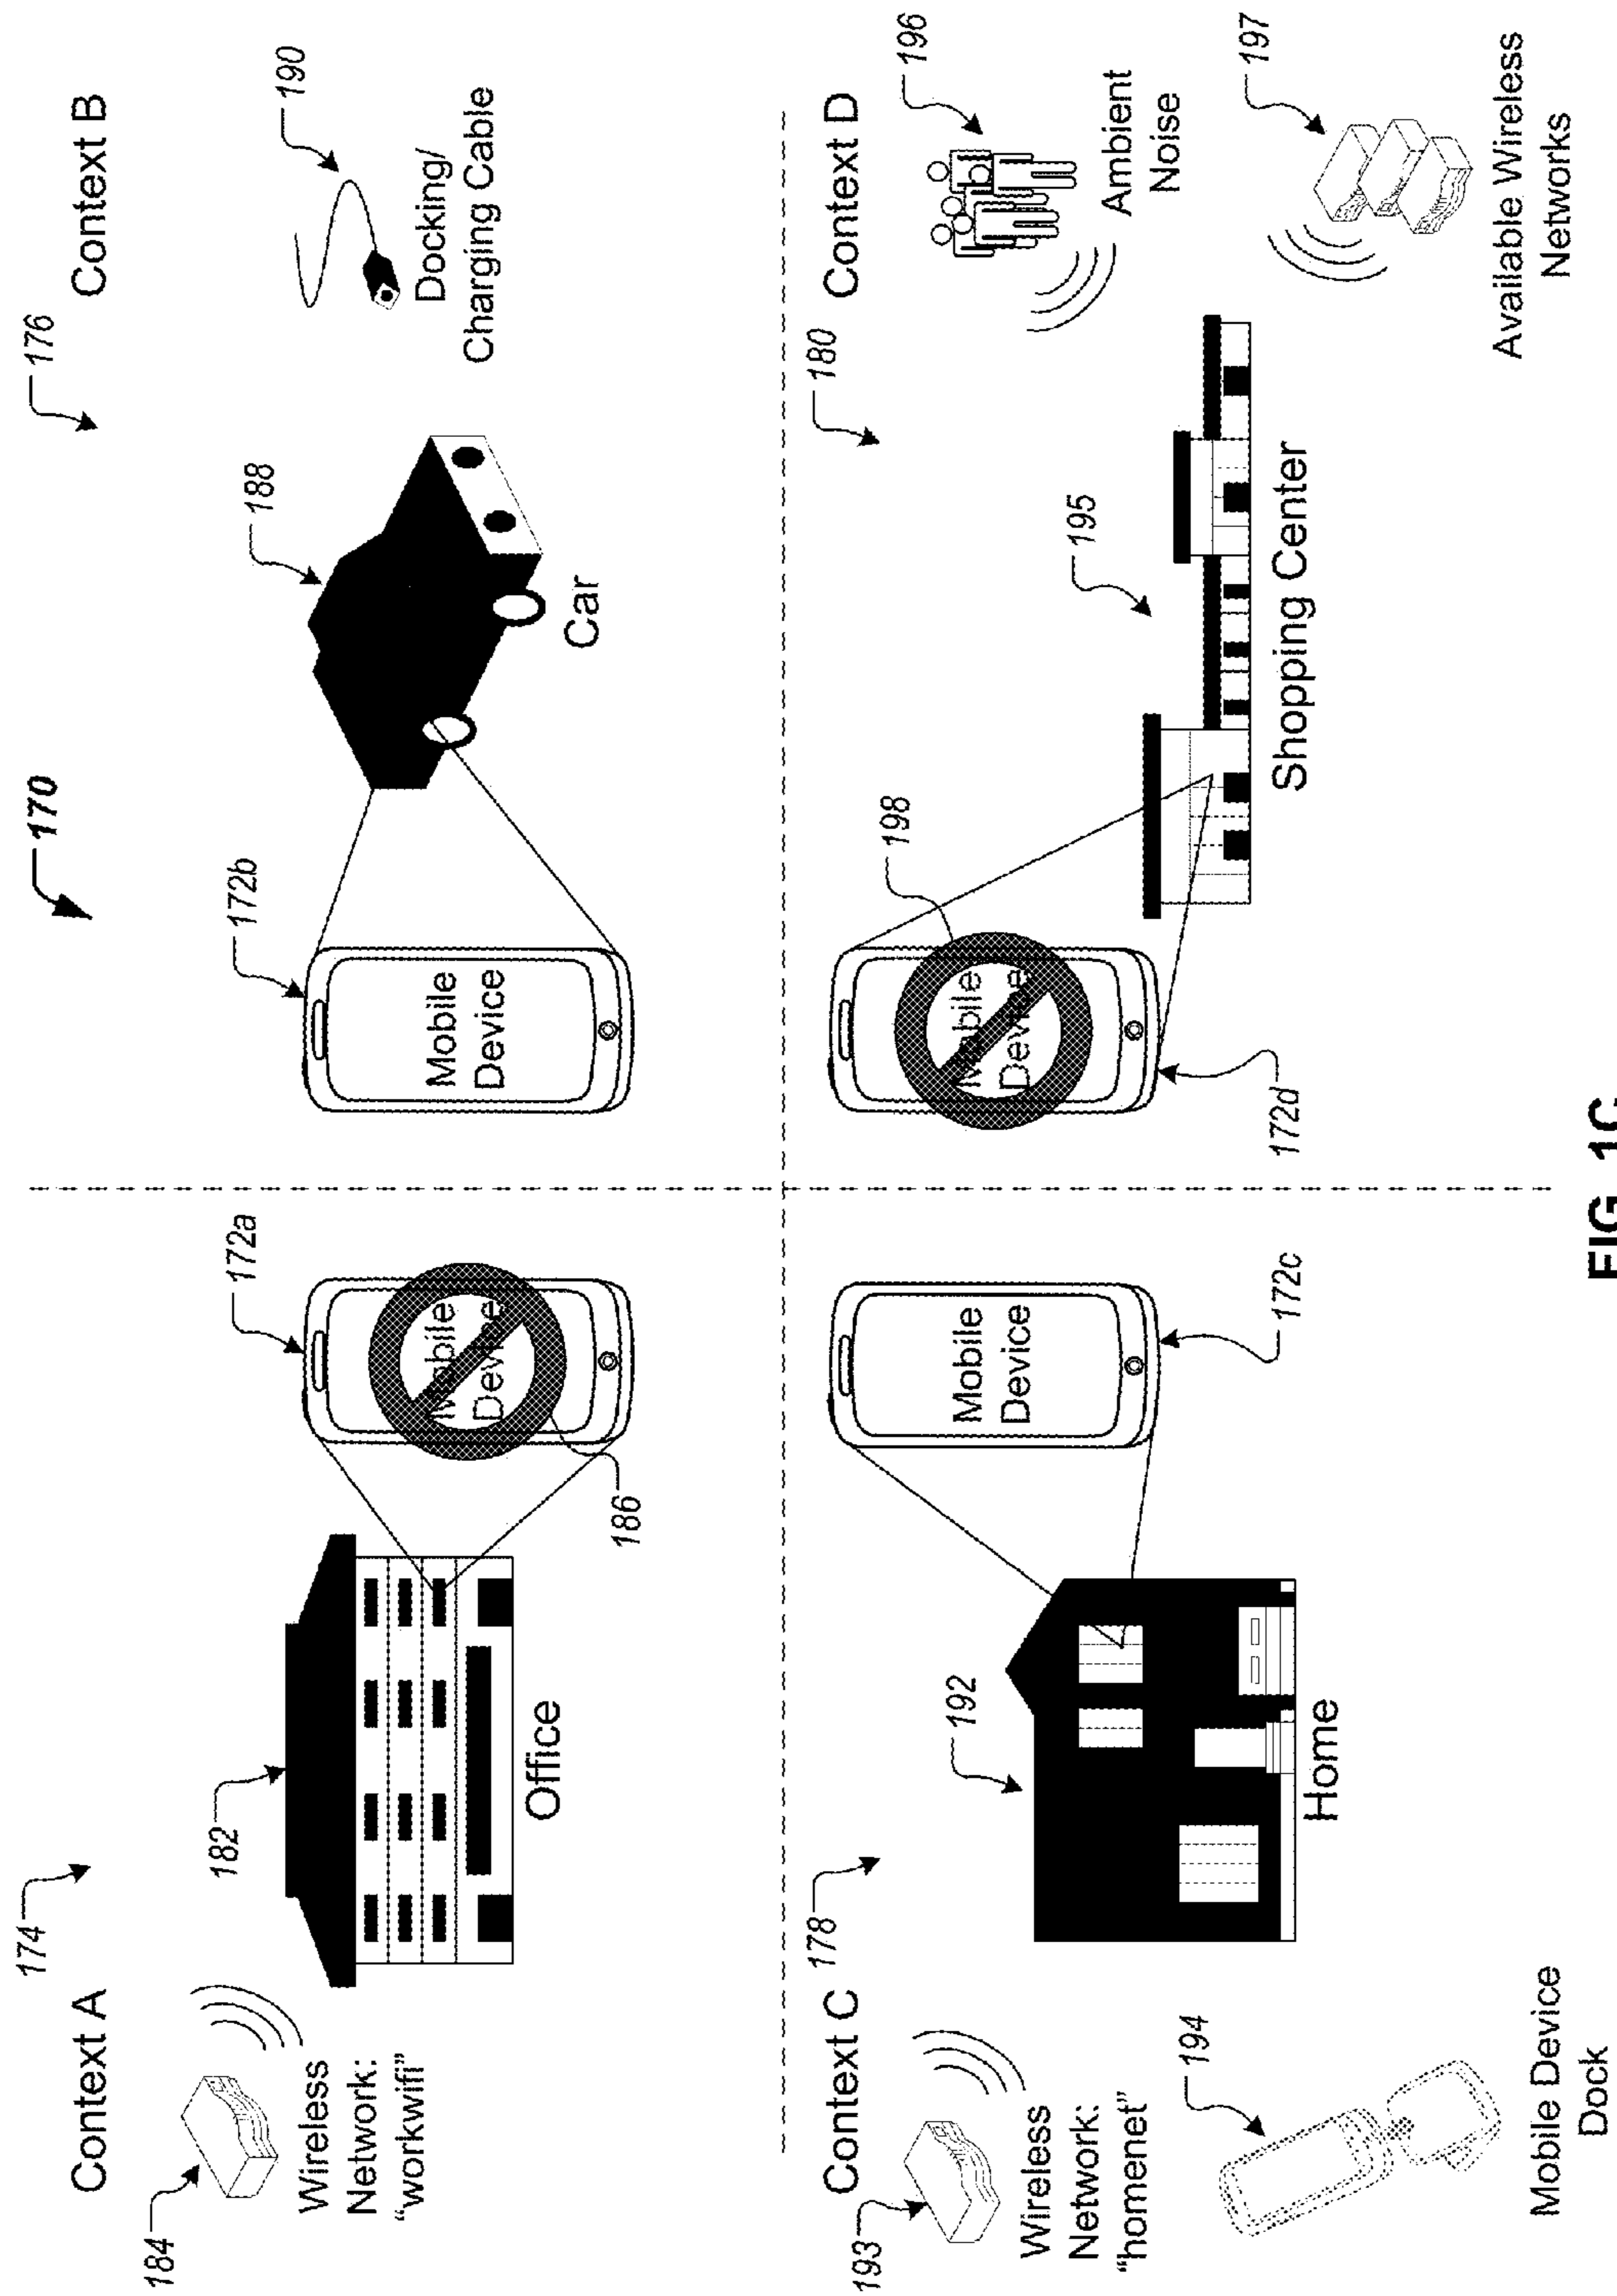 170
174
Context A
184
Wireless
Network:
“workwifi”
182
Office
172a
Mobile
Device
186
176
Context B
172b
Mobile
Device
188
Car
190
Docking/
Charging Cable
178
Context C
193
Wireless
Network:
“homenet”
194
Mobile Device
Dock
192
Home
Mobile
Device
172c
180
Context D
198
Mobile
Device
172d
195
Shopping Center
196
Ambient
Noise
197
Available Wireless
Networks
FIG. 1C